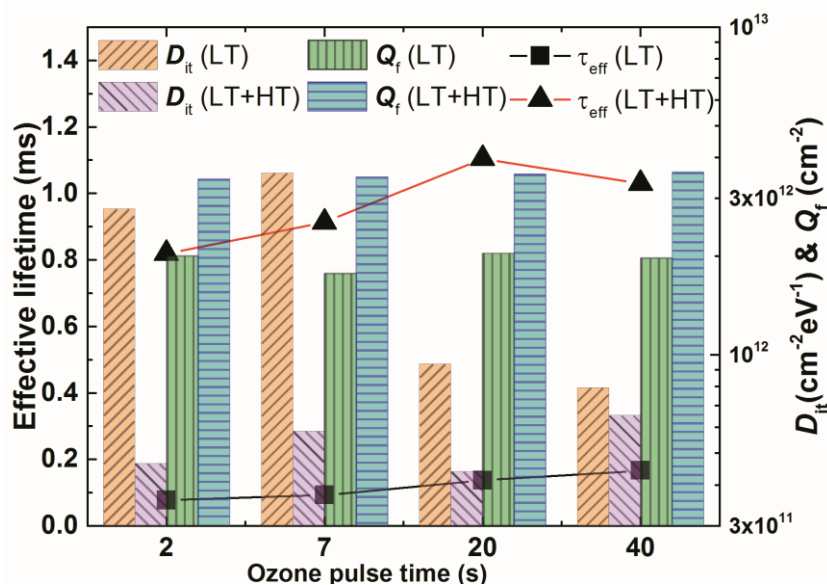 D_it (LT) Q_f (LT) τ_eff (LT)
D_it (LT+HT) Q_f (LT+HT) τ_eff (LT+HT)
Effective lifetime (ms)
1.4
1.2
1.0
0.8
0.6
0.4
0.2
0.0
10^13
3x10^12
10^12
3x10^11
D_it (cm^-2 eV^-1) & Q_f (cm^-2)
2 7 20 40
Ozone pulse time (s)